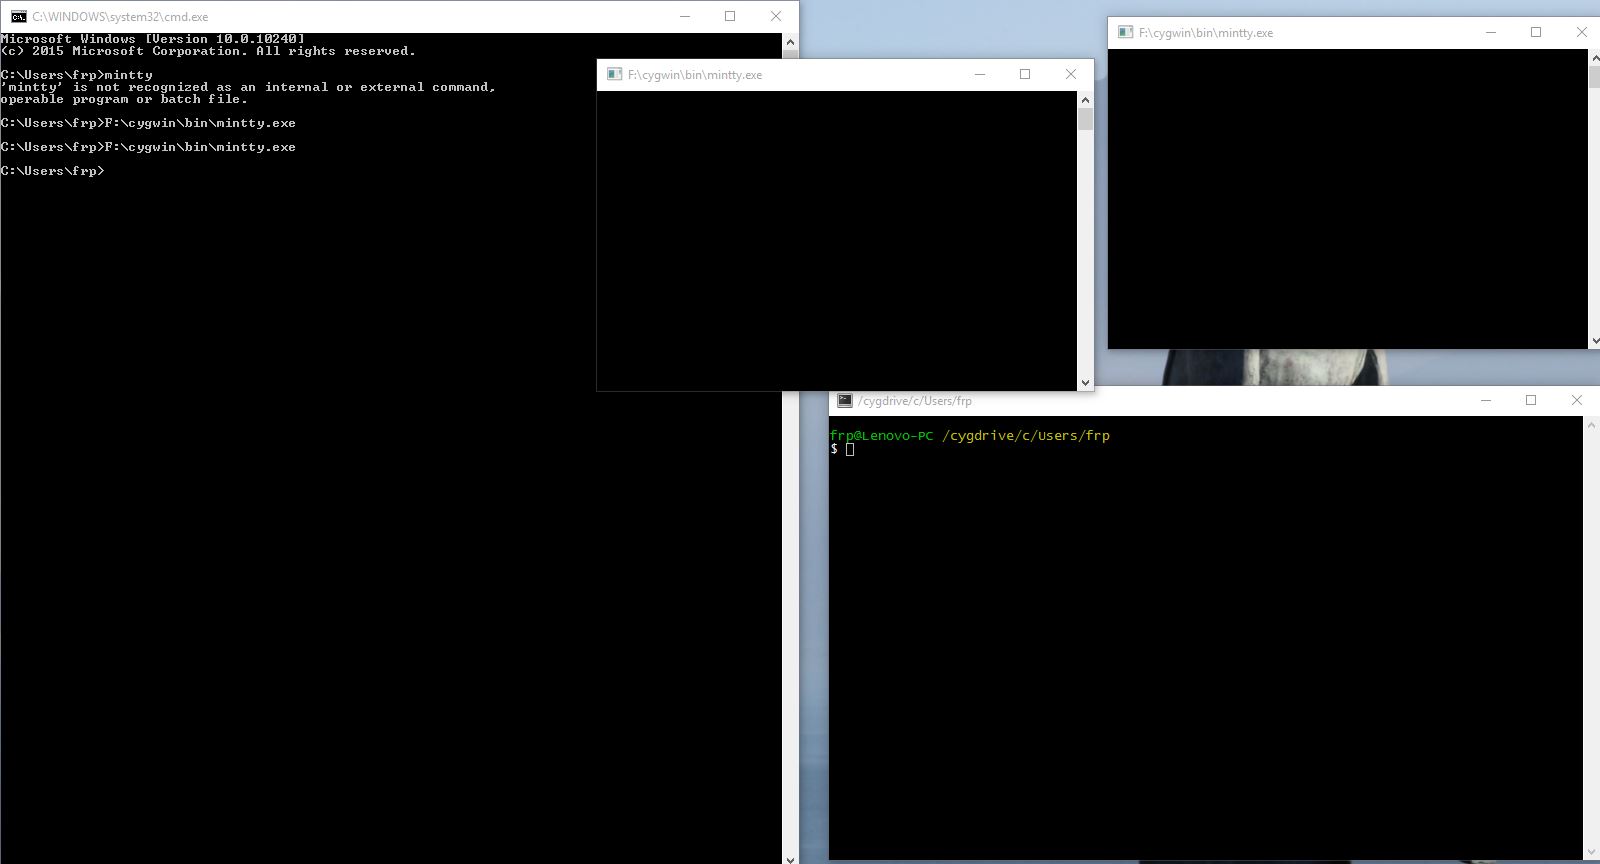 C:\WINDOWS\system32\cmd.exe
Microsoft Windows [Version 10.0.10240]
(c) 2015 Microsoft Corporation. All rights reserved.
C:\Users\frp>mintty
'mintty' is not recognized as an internal or external command,
operable program or batch file.
C:\Users\frp>F:\cygwin\bin\mintty.exe
C:\Users\frp>F:\cygwin\bin\mintty.exe
C:\Users\frp>
F:\cygwin\bin\mintty.exe
F:\cygwin\bin\mintty.exe
/cygdrive/c/Users/frp
frp@Lenovo-PC /cygdrive/c/Users/frp
$